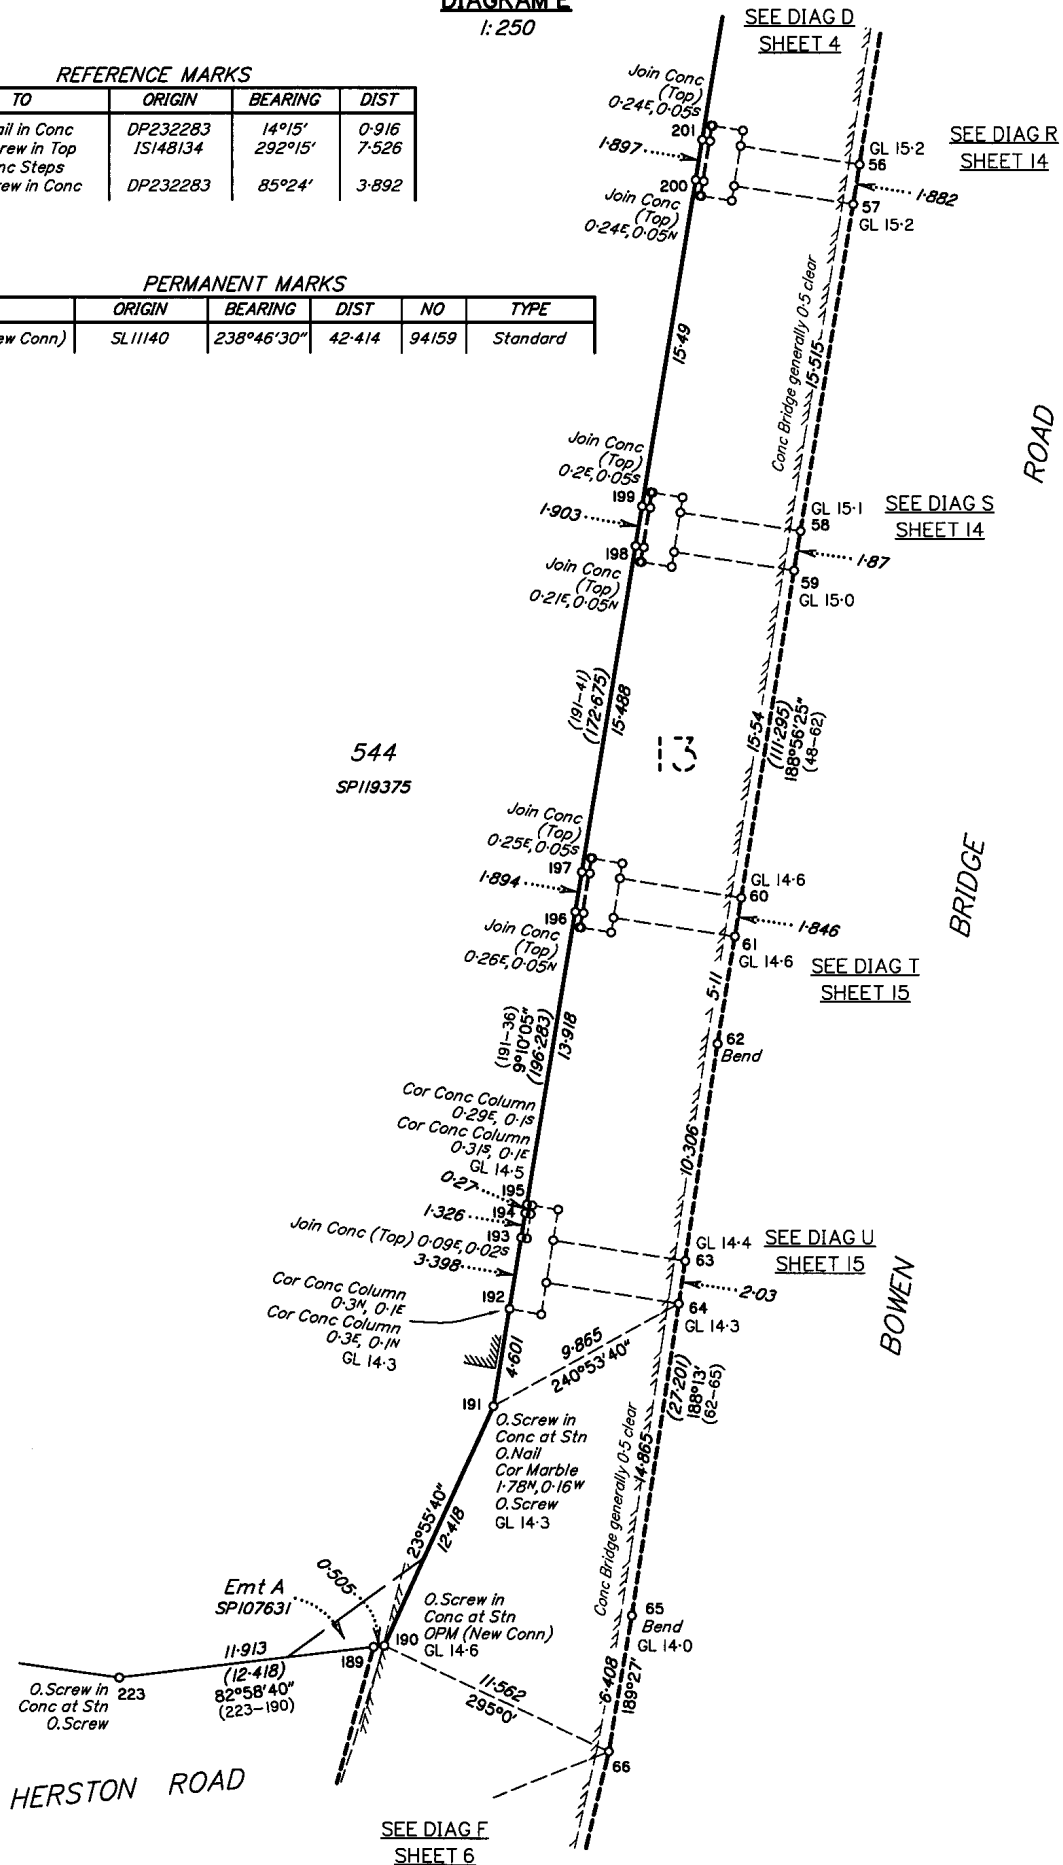 DIAGRAM E
1:250
SEE DIAG D
SHEET 4
REFERENCE MARKS
TO ORIGIN BEARING DIST
ail in Conc DP232283 14°15' 0·916
rew in Top IS148134 292°15' 7·526
nc Steps
ew in Conc DP232283 85°24' 3·892
PERMANENT MARKS
ORIGIN BEARING DIST NO TYPE
ew Conn) SL11140 238°46'30" 42·414 94159 Standard
Join Conc
(Top)
0·24E,0·05S
201
1·897
200
Join Conc
(Top)
0·24E,0·05N
GL 15·2
56
1·882
57
GL 15·2
SEE DIAG R
SHEET 14
15·49
Conc Bridge generally 0·5 clear
15·515
ROAD
Join Conc
(Top)
0·2E,0·05S
199
1·903
198
Join Conc
(Top)
0·21E,0·05N
GL 15·1
58
1·87
59
GL 15·0
SEE DIAG S
SHEET 14
(191-41)
(172·675)
15·488
544
SP119375
13
15·54
(111·295)
188°56'25"
(48-62)
Join Conc
(Top)
0·25E,0·05S
197
1·894
196
Join Conc
(Top)
0·26E,0·05N
GL 14·6
60
1·846
61
GL 14·6
SEE DIAG T
SHEET 15
BRIDGE
5·11
62
Bend
(191-36)
9°10'05"
(196·283)
13·918
Cor Conc Column
0·29E, 0·1S
Cor Conc Column
0·31S, 0·1E
GL 14·5
10·306
0·27
195
194
1·326
193
Join Conc (Top) 0·09E,0·02S
3·398
Cor Conc Column
0·3N, 0·1E
Cor Conc Column
0·3E, 0·1N
GL 14·3
192
GL 14·4
63
2·03
64
GL 14·3
SEE DIAG U
SHEET 15
BOWEN
4·601
9·865
240°53'40"
191
O.Screw in
Conc at Stn
O.Nail
Cor Marble
1·78N,0·16W
O.Screw
GL 14·3
(27·201)
188°13'
(62-65)
14·865
Conc Bridge generally 0·5 clear
23°55'40"
12·418
Emt A
SP107631
0·505
O.Screw in
Conc at Stn
OPM (New Conn)
GL 14·6
190
189
65
Bend
GL 14·0
11·913
(12·418)
82°58'40"
(223-190)
11·562
295°0'
6·408
189°27'
O.Screw in
Conc at Stn
O.Screw
223
66
HERSTON ROAD
SEE DIAG F
SHEET 6